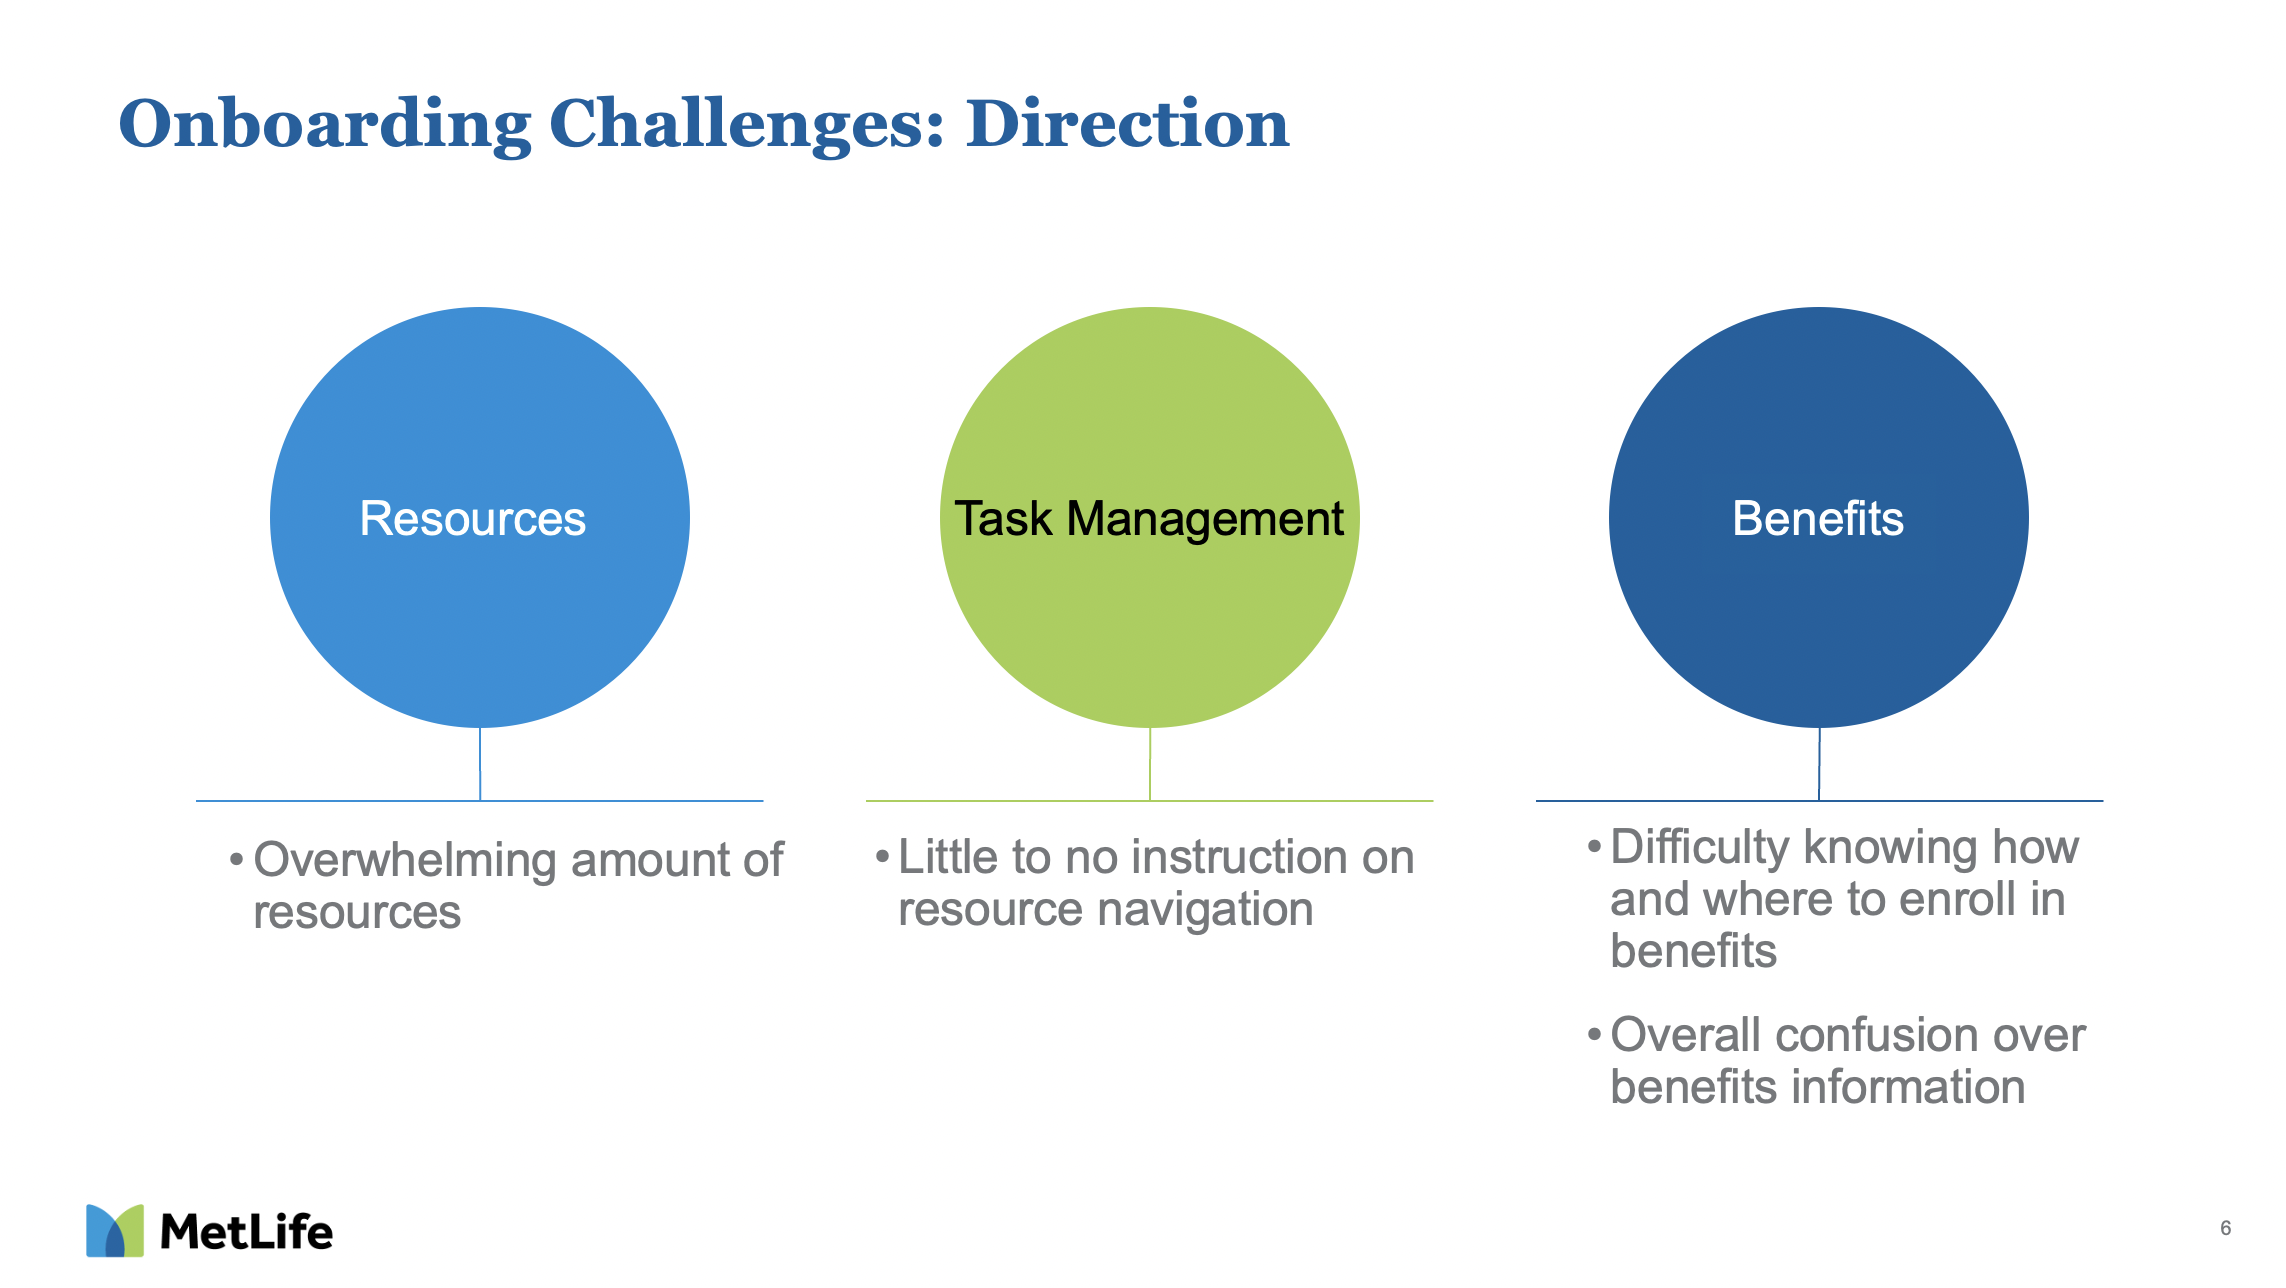 Onboarding Challenges: Direction
Resources
Task Management
Benefits
• Overwhelming amount of
resources
• Little to no instruction on
resource navigation
• Difficulty knowing how
and where to enroll in
benefits
• Overall confusion over
benefits information
MetLife
6